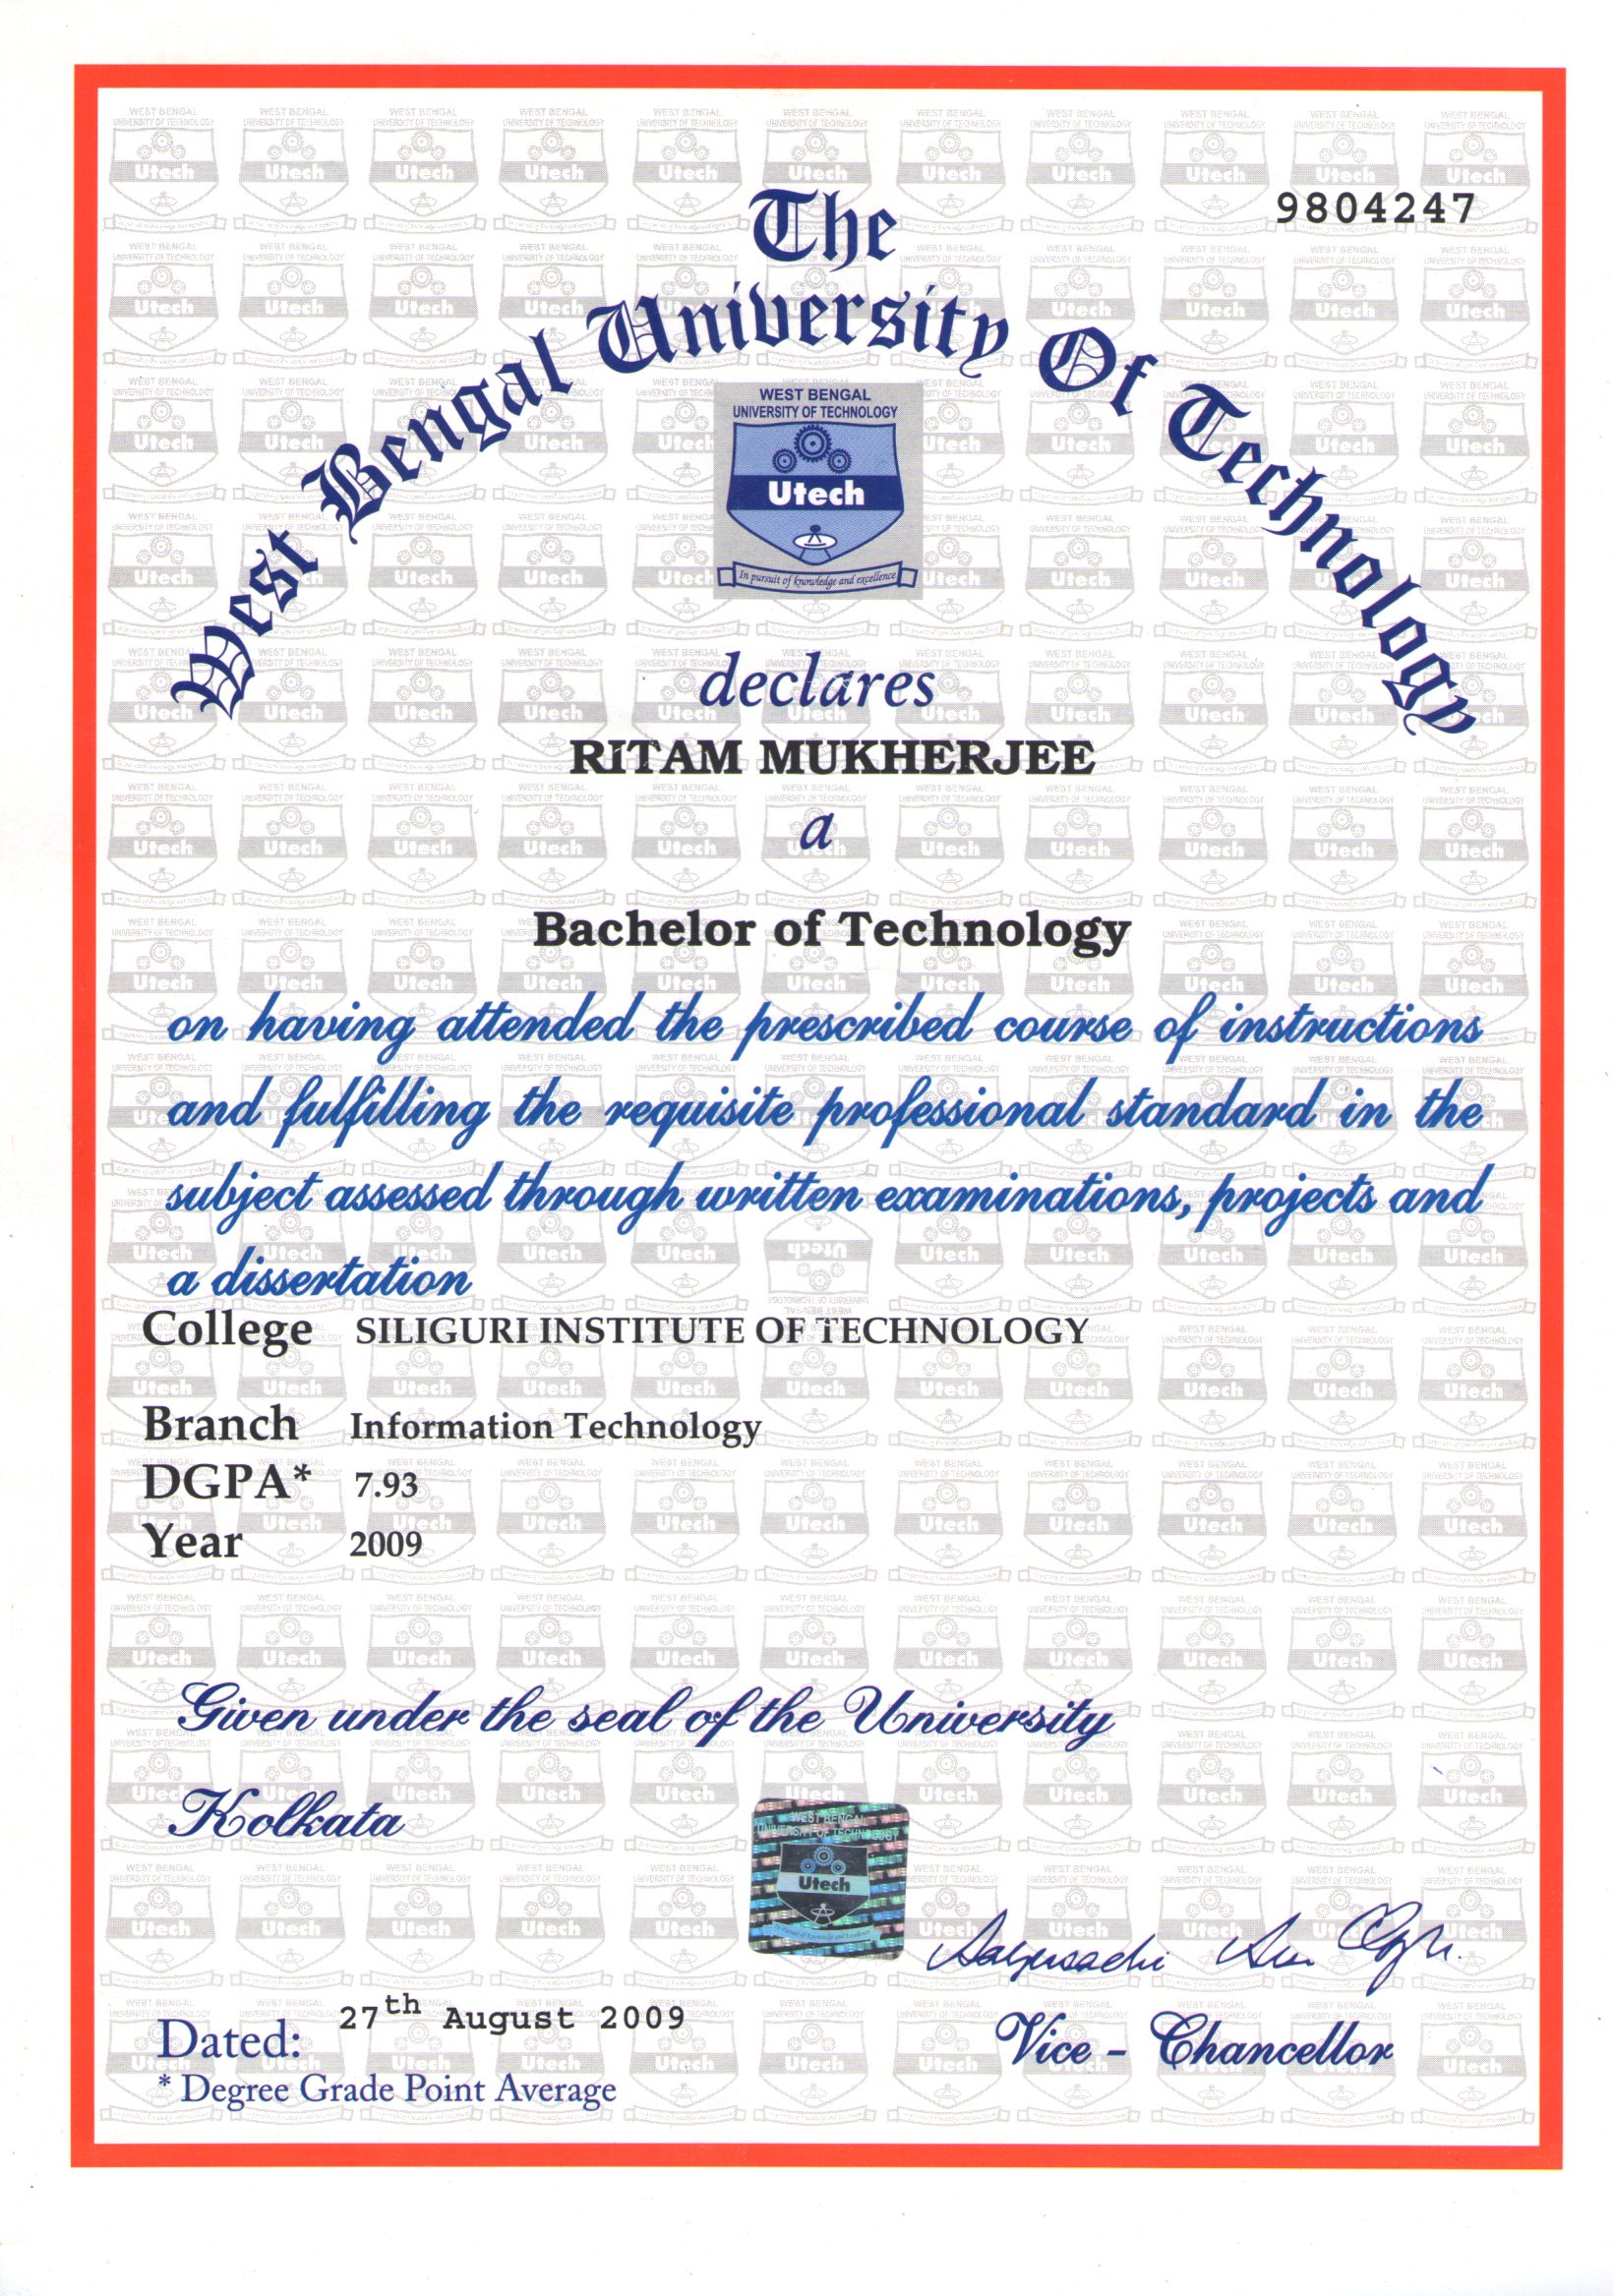 9804247
The
West Bengal University Of Technology
WEST BENGAL
UNIVERSITY OF TECHNOLOGY
Utech
In pursuit of knowledge and excellence
declares
RITAM MUKHERJEE
a
Bachelor of Technology
on having attended the prescribed course of instructions
and fulfilling the requisite professional standard in the
subject assessed through written examinations, projects and
a dissertation
College SILIGURI INSTITUTE OF TECHNOLOGY
Branch Information Technology
DGPA* 7.93
Year 2009
Given under the seal of the University
Kolkata
WEST BENGAL
UNIVERSITY OF TECHNOLOGY
Utech
Dated: 27th August 2009
Vice - Chancellor
* Degree Grade Point Average